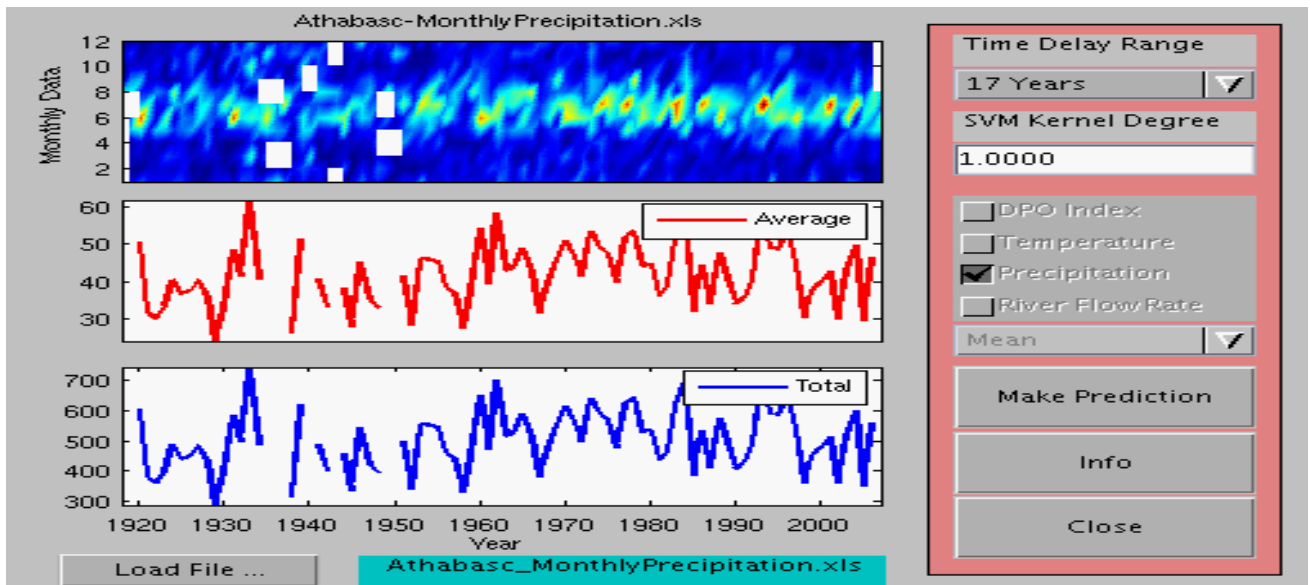 Athabasc-MonthlyPrecipitation.xls
Monthly Data
12
10
8
6
4
2
60
50
40
30
Average
700
600
500
400
300
Total
1920 1930 1940 1950 1960 1970 1980 1990 2000
Year
Load File ...
Athabasc_MonthlyPrecipitation.xls
Time Delay Range
17 Years
SVM Kernel Degree
1.0000
DPO Index
Temperature
Precipitation
River Flow Rate
Mean
Make Prediction
Info
Close